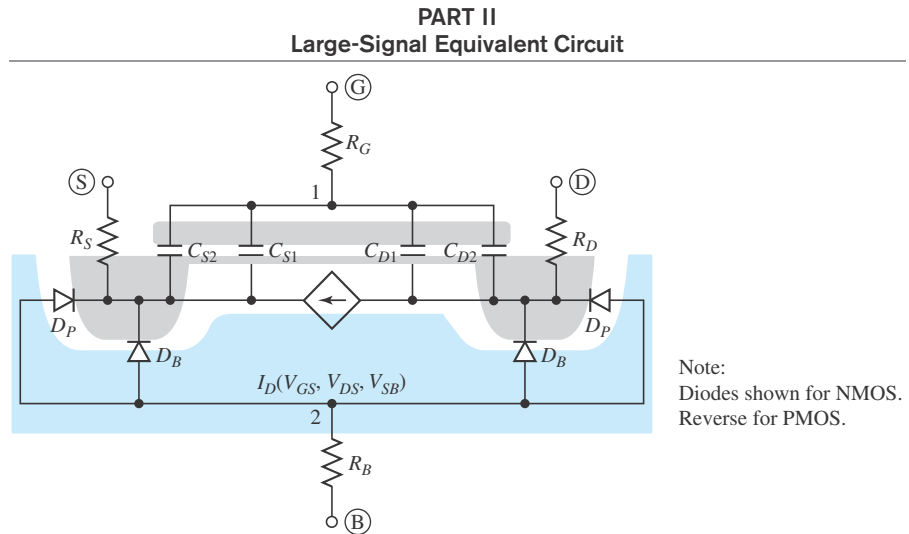 PART II
Large-Signal Equivalent Circuit
G
R_G
S
D
1
R_S
C_S2
C_S1
C_D1
C_D2
R_D
D_P
D_B
D_B
D_P
I_D(V_GS, V_DS, V_SB)
2
R_B
B
Note:
Diodes shown for NMOS.
Reverse for PMOS.